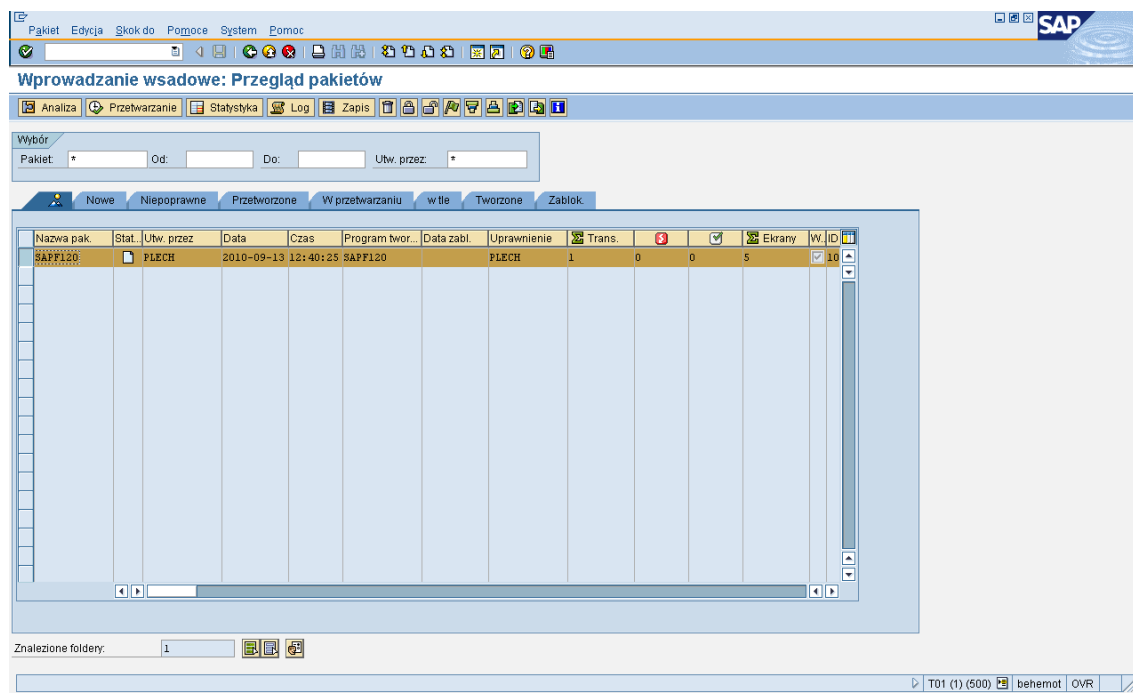 Pakiet Edycja Skok do Pomoce System Pomoc
SAP
Wprowadzanie wsadowe: Przegląd pakietów
Analiza Przetwarzanie Statystyka Log Zapis
Wybór
Pakiet: * Od: Do: Utw. przez: *
Nowe Niepoprawne Przetworzone W przetwarzaniu w tle Tworzone Zablok.
Nazwa pak. Stat.. Utw. przez Data Czas Program twor... Data zabl. Uprawnienie Trans. Ekrany W.. ID
SAPF120 PLECH 2010-09-13 12:40:25 SAPF120 PLECH 1 0 0 5 10
Znalezione foldery: 1
T01 (1) (500) behemot OVR